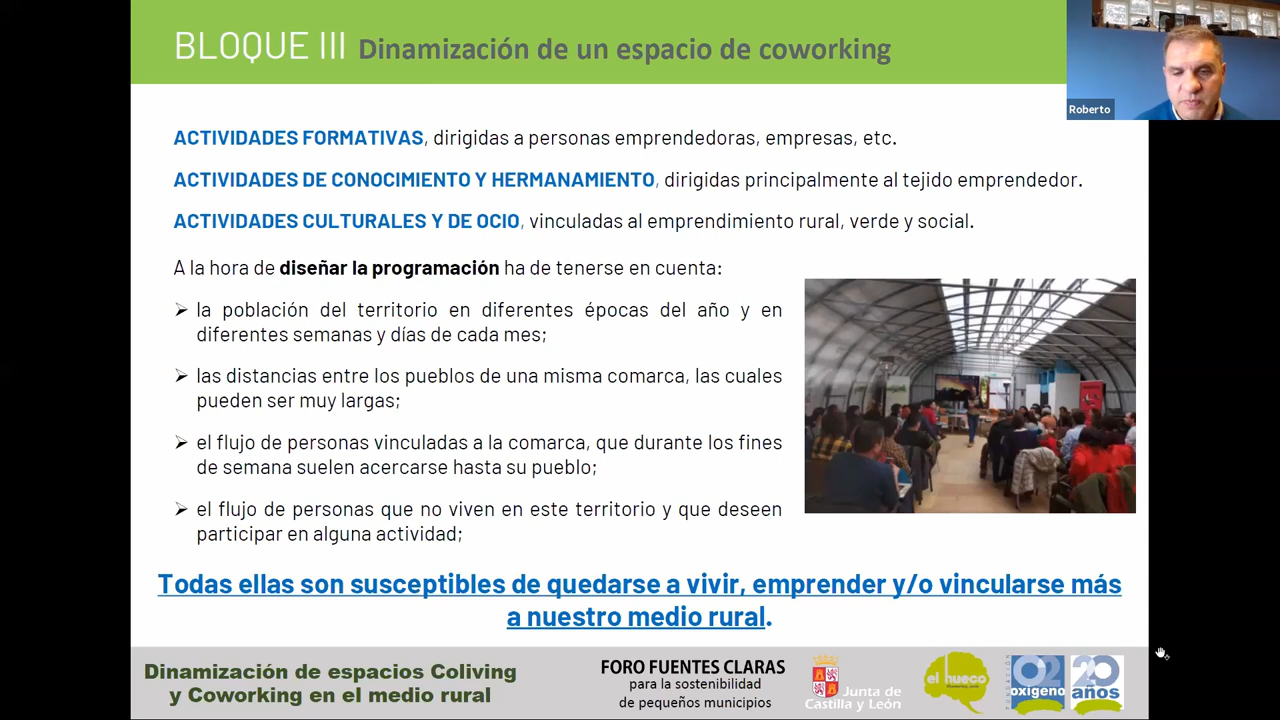 BLOQUE III Dinamización de un espacio de coworking
Roberto
ACTIVIDADES FORMATIVAS, dirigidas a personas emprendedoras, empresas, etc.
ACTIVIDADES DE CONOCIMIENTO Y HERMANAMIENTO, dirigidas principalmente al tejido emprendedor.
ACTIVIDADES CULTURALES Y DE OCIO, vinculadas al emprendimiento rural, verde y social.
A la hora de diseñar la programación ha de tenerse en cuenta:
➢ la población del territorio en diferentes épocas del año y en
diferentes semanas y días de cada mes;
➢ las distancias entre los pueblos de una misma comarca, las cuales
pueden ser muy largas;
➢ el flujo de personas vinculadas a la comarca, que durante los fines
de semana suelen acercarse hasta su pueblo;
➢ el flujo de personas que no viven en este territorio y que deseen
participar en alguna actividad;
Todas ellas son susceptibles de quedarse a vivir, emprender y/o vincularse más
a nuestro medio rural.
Dinamización de espacios Coliving
y Coworking en el medio rural
FORO FUENTES CLARAS
para la sostenibilidad
de pequeños municipios
Junta de
Castilla y León
el hueco
FUNDACIÓN
O2
oxígeno
20
años